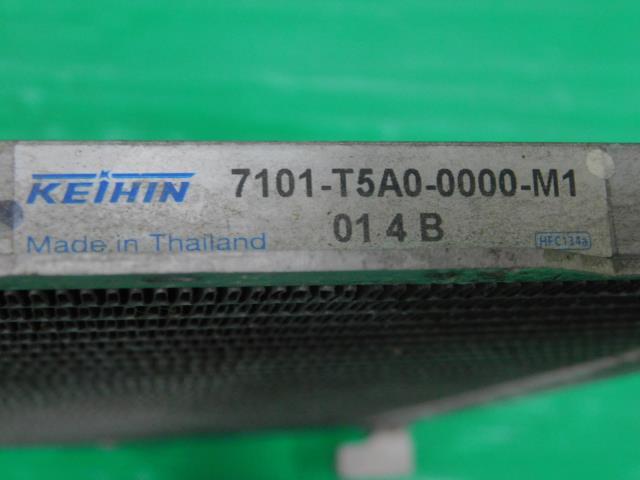 KEIHIN 7101-T5A0-0000-M1
01 4 B
Made in Thailand
HFC134a